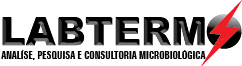 LABTERMO
ANALÍSE, PESQUISA E CONSULTORIA MICROBIOLÓGICA